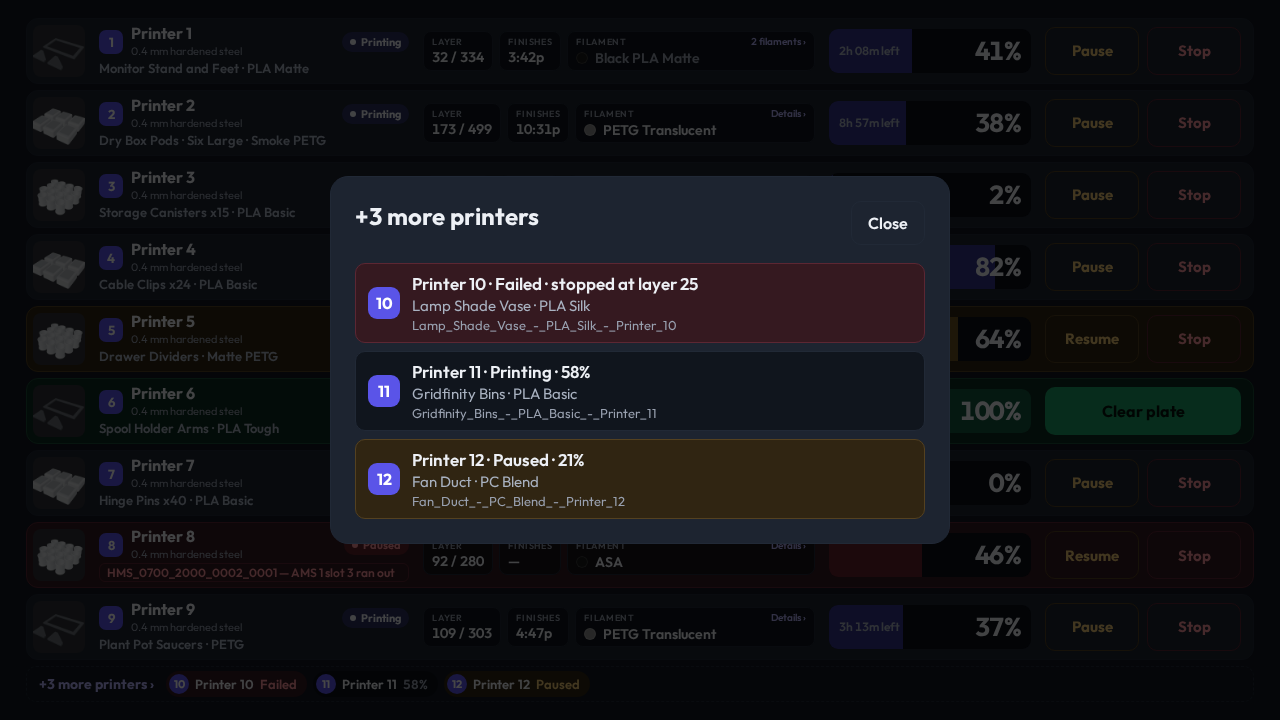 1
Printer 1
0.4 mm hardened steel
Monitor Stand and Feet · PLA Matte
Printing
LAYER
32 / 334
FINISHES
3:42p
FILAMENT
2 filaments ›
Black PLA Matte
2h 08m left
41%
Pause
Stop
2
Printer 2
0.4 mm hardened steel
Dry Box Pods · Six Large · Smoke PETG
Printing
LAYER
173 / 499
FINISHES
10:31p
FILAMENT
Details ›
PETG Translucent
8h 57m left
38%
Pause
Stop
3
Printer 3
0.4 mm hardened steel
Storage Canisters x15 · PLA Basic
2%
Pause
Stop
4
Printer 4
0.4 mm hardened steel
Cable Clips x24 · PLA Basic
82%
Pause
Stop
5
Printer 5
0.4 mm hardened steel
Drawer Dividers · Matte PETG
64%
Resume
Stop
6
Printer 6
0.4 mm hardened steel
Spool Holder Arms · PLA Tough
100%
Clear plate
7
Printer 7
0.4 mm hardened steel
Hinge Pins x40 · PLA Basic
0%
Pause
Stop
+3 more printers
Close
10
Printer 10 · Failed · stopped at layer 25
Lamp Shade Vase · PLA Silk
Lamp_Shade_Vase_-_PLA_Silk_-_Printer_10
11
Printer 11 · Printing · 58%
Gridfinity Bins · PLA Basic
Gridfinity_Bins_-_PLA_Basic_-_Printer_11
12
Printer 12 · Paused · 21%
Fan Duct · PC Blend
Fan_Duct_-_PC_Blend_-_Printer_12
8
Printer 8
0.4 mm hardened steel
HMS_0700_2000_0002_0001 — AMS 1 slot 3 ran out
Paused
LAYER
92 / 280
FINISHES
—
FILAMENT
Details ›
ASA
46%
Resume
Stop
9
Printer 9
0.4 mm hardened steel
Plant Pot Saucers · PETG
Printing
LAYER
109 / 303
FINISHES
4:47p
FILAMENT
Details ›
PETG Translucent
3h 13m left
37%
Pause
Stop
+3 more printers ›
10 Printer 10 Failed
11 Printer 11 58%
12 Printer 12 Paused